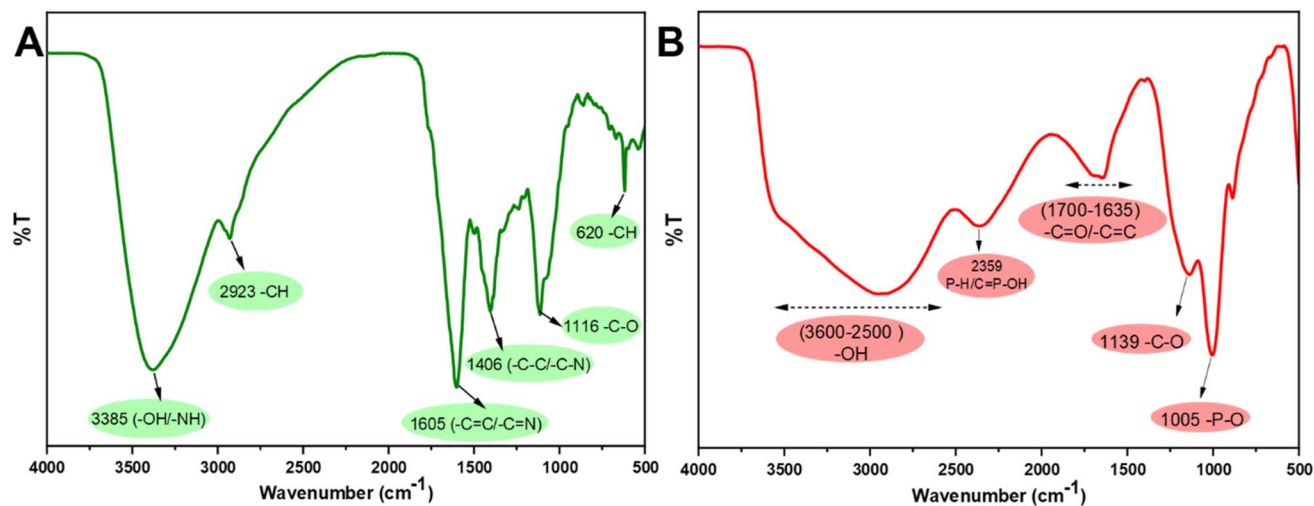 A
%T
620 -CH
2923 -CH
1116 -C-O
1406 (-C-C/-C-N)
3385 (-OH/-NH)
1605 (-C=C/-C=N)
4000 3500 3000 2500 2000 1500 1000 500
Wavenumber (cm⁻¹)
B
%T
(1700-1635)
-C=O/-C=C
2359
P-H/C=P-OH
(3600-2500 )
-OH
1139 -C-O
1005 -P-O
4000 3500 3000 2500 2000 1500 1000 500
Wavenumber (cm⁻¹)